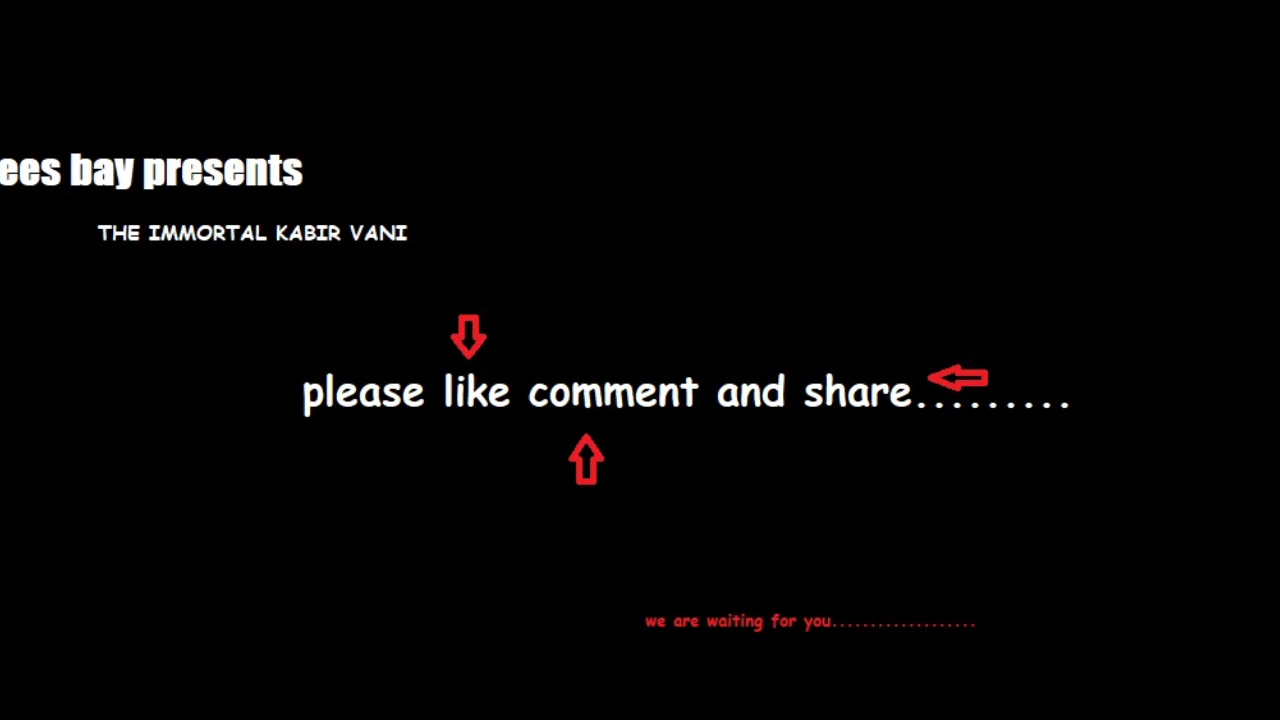 ees bay presents
THE IMMORTAL KABIR VANI
please like comment and share.........
we are waiting for you...................